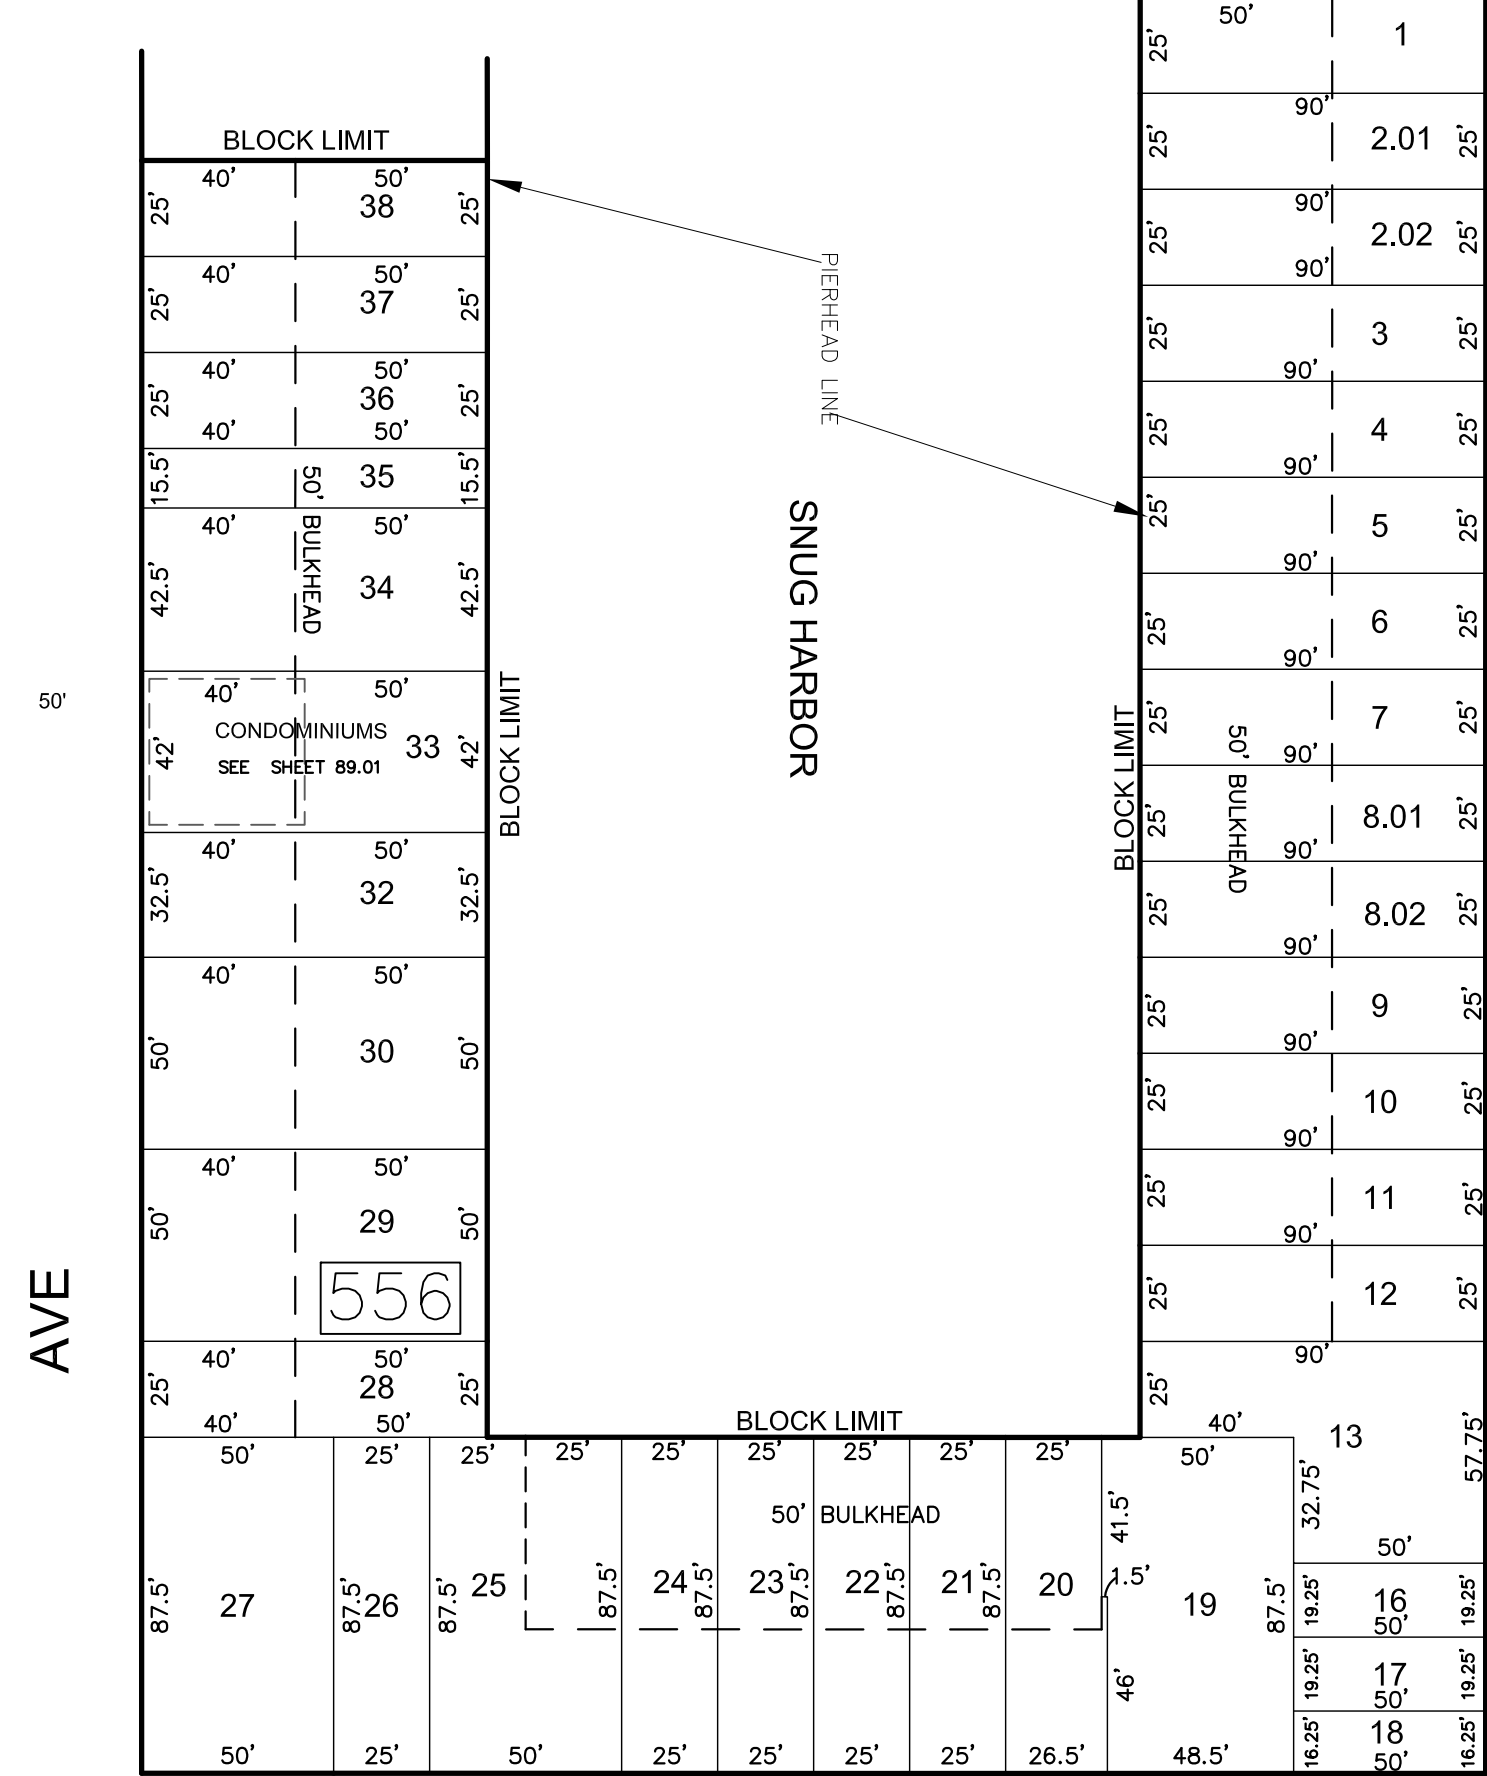 BLOCK LIMIT
40' 50'
25' 38 25'
40' 50'
25' 37 25'
40' 50'
25' 36 25'
40' 50'
15.5' 35 15.5'
50' BULKHEAD
40' 50'
42.5' 34 42.5'
50'
40' 50'
CONDOMINIUMS
42' 33 42'
SEE SHEET 89.01
BLOCK LIMIT
40' 50'
32.5' 32 32.5'
40' 50'
50' 30 50'
40' 50'
50' 29 50'
556
AVE
40' 50'
25' 28 25'
40' 50'
PIERHEAD LINE
SNUG HARBOR
BLOCK LIMIT
50'
25' 1
90'
25' 2.01 25'
90'
25' 2.02 25'
90'
25' 3 25'
90'
25' 4 25'
90'
25' 5 25'
90'
25' 6 25'
90'
25' 7 25'
90'
50' BULKHEAD
25' 8.01 25'
90'
25' 8.02 25'
90'
25' 9 25'
90'
25' 10 25'
90'
25' 11 25'
90'
25' 12 25'
90'
25'
40' 13 57.75'
BLOCK LIMIT
50' 25' 25' 25' 25' 25' 25' 25' 25' 50'
32.75'
50' BULKHEAD 41.5'
50'
87.5' 27 87.5' 26 87.5' 25 87.5' 24 87.5' 23 87.5' 22 87.5' 21 87.5' 20 1.5' 19 87.5'
19.25' 16 19.25'
50'
46'
19.25' 17 19.25'
50'
16.25' 18 16.25'
50' 25' 50' 25' 25' 25' 25' 26.5' 48.5' 50'